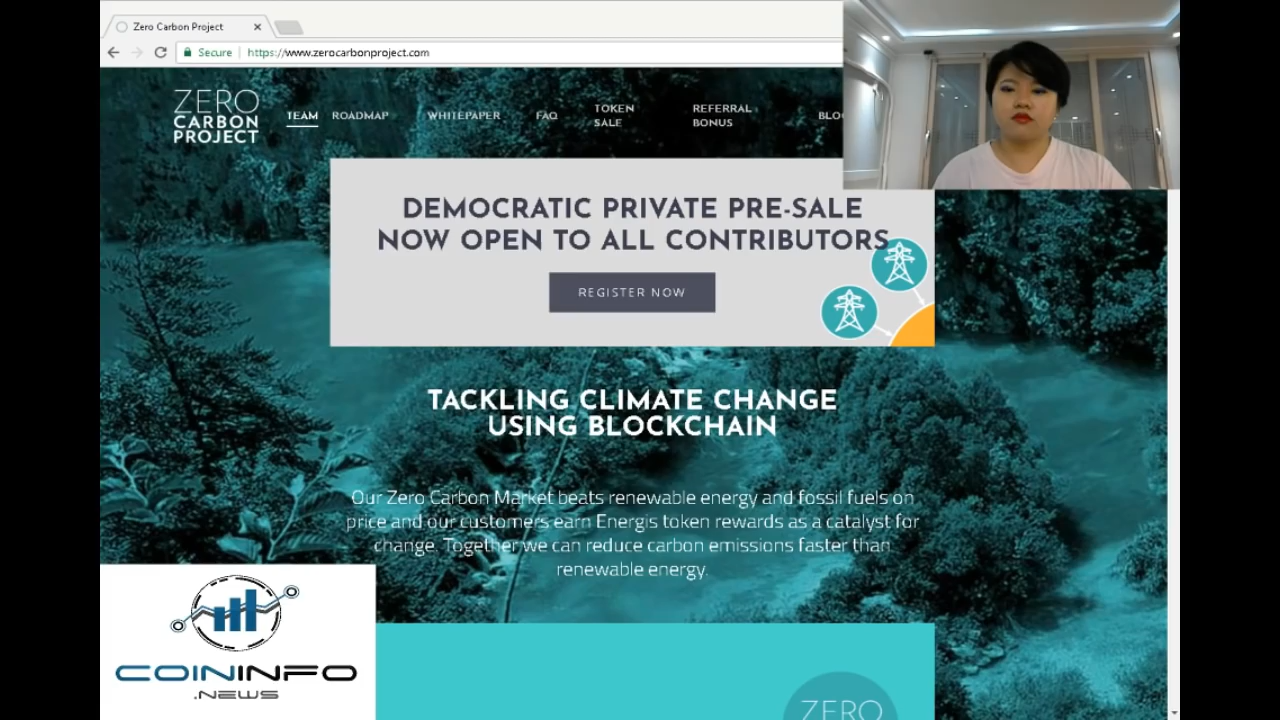 Zero Carbon Project
Secure
https://www.zerocarbonproject.com
ZERO
CARBON
PROJECT
TEAM
ROADMAP
WHITEPAPER
FAQ
TOKEN
SALE
REFERRAL
BONUS
DEMOCRATIC PRIVATE PRE-SALE
NOW OPEN TO ALL CONTRIBUTORS
REGISTER NOW
TACKLING CLIMATE CHANGE
USING BLOCKCHAIN
Our Zero Carbon Market beats renewable energy and fossil fuels on
price and our customers earn Energis token rewards as a catalyst for
change. Together we can reduce carbon emissions faster than
renewable energy.
COININFO
.NEWS
ZERO